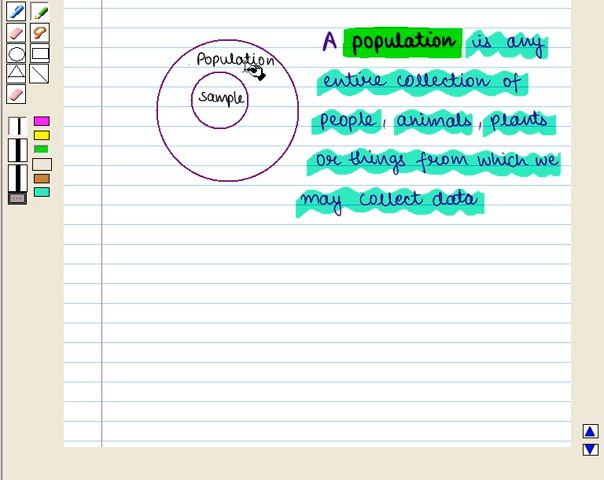 Population
Sample
A population is any
entire collection of
people, animals, plants
or things from which we
may collect data